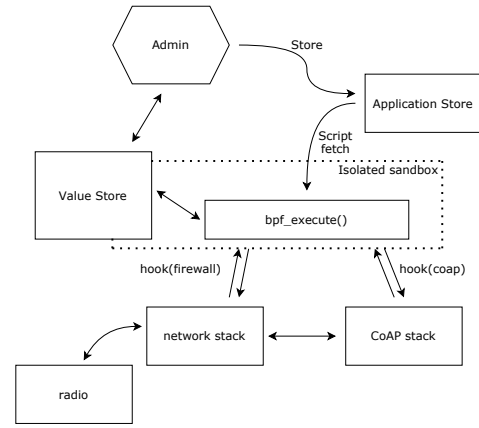 Admin
Store
Application Store
Script
fetch
Isolated sandbox
Value Store
bpf_execute()
hook(firewall)
hook(coap)
network stack
CoAP stack
radio